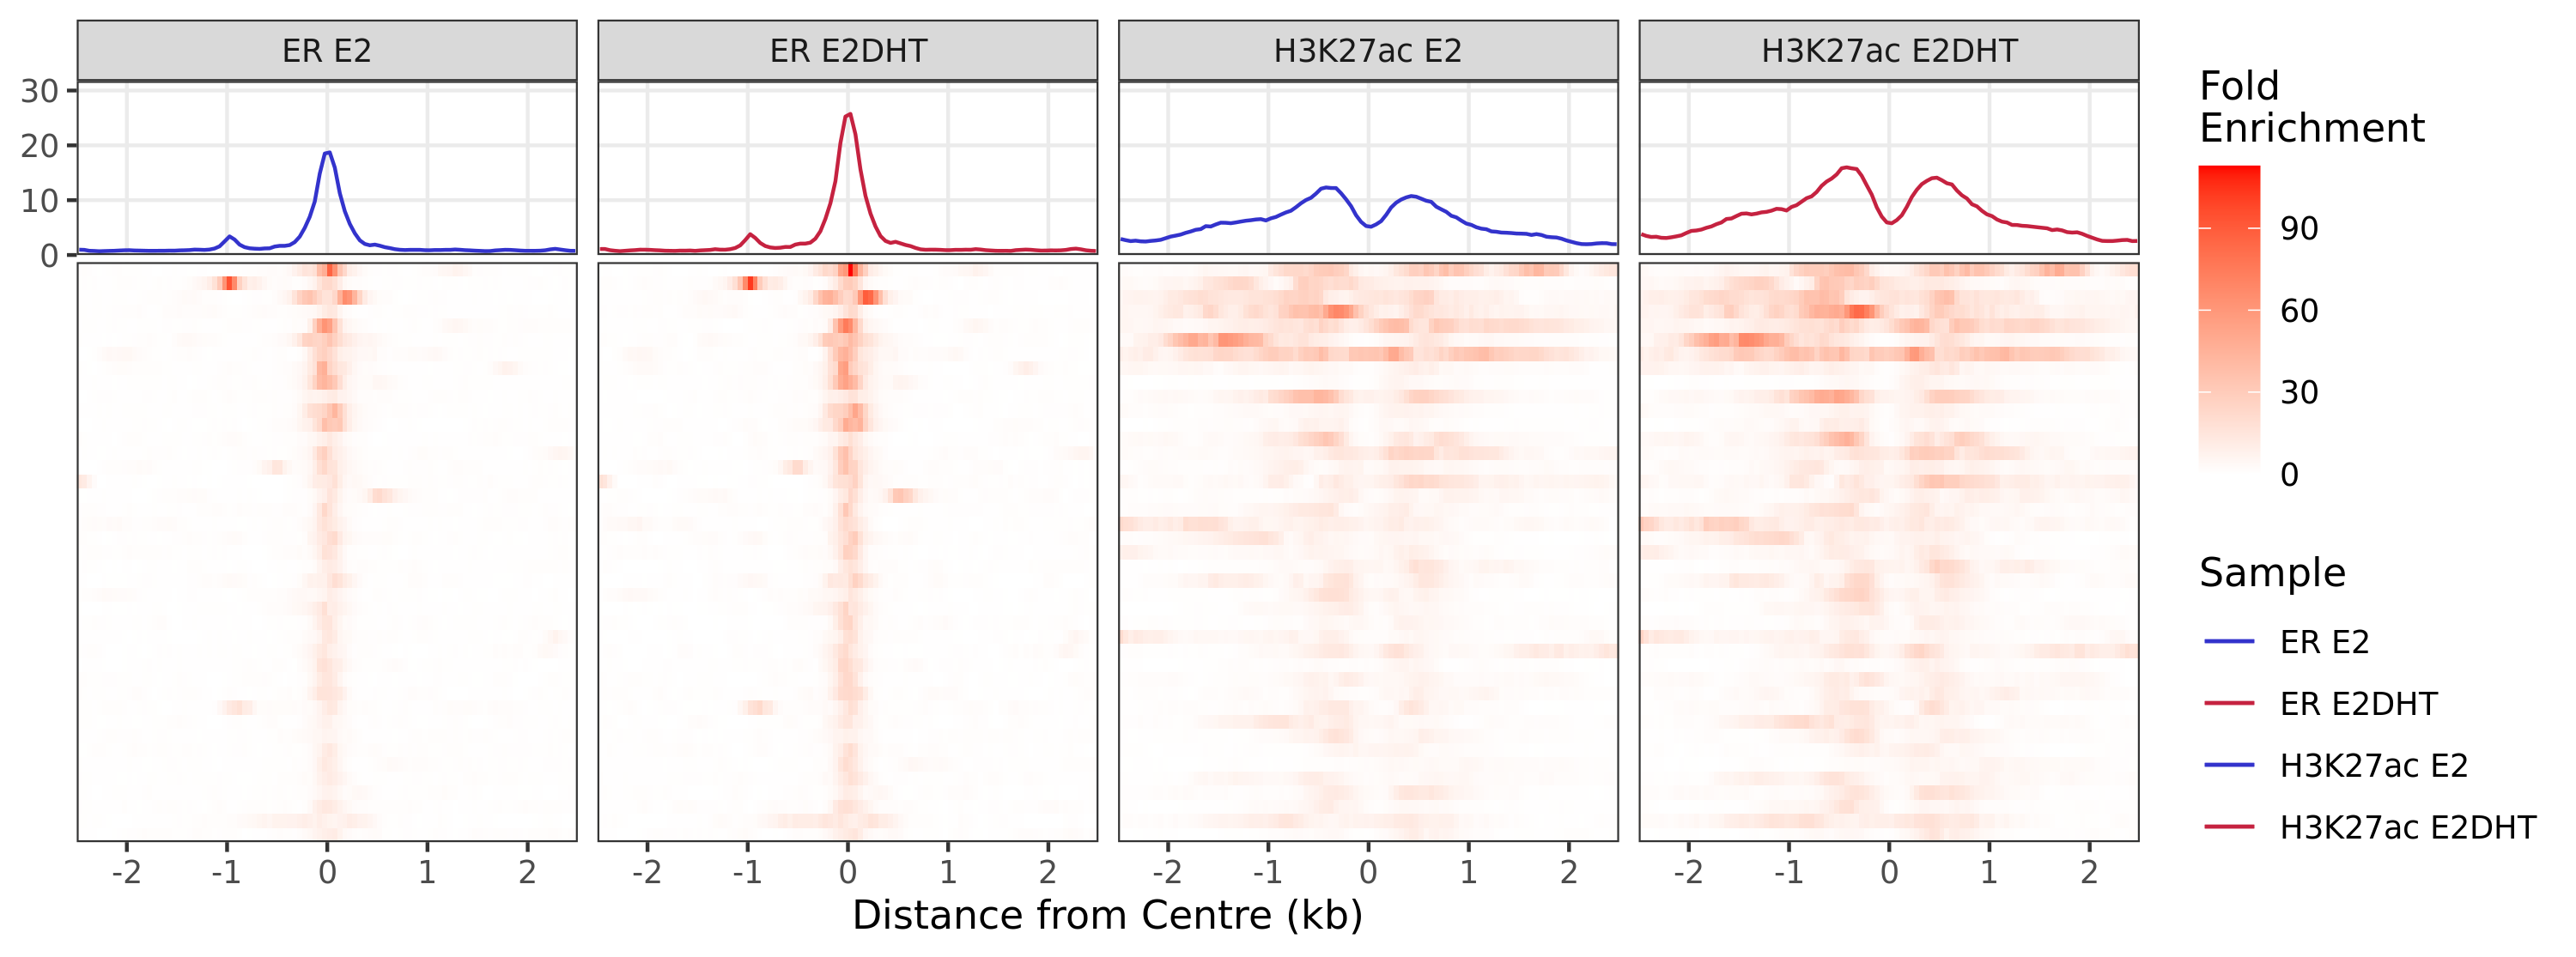 ER E2
ER E2DHT
H3K27ac E2
H3K27ac E2DHT
30
20
10
0
-2 -1 0 1 2
-2 -1 0 1 2
-2 -1 0 1 2
-2 -1 0 1 2
Distance from Centre (kb)
Fold
Enrichment
90
60
30
0
Sample
ER E2
ER E2DHT
H3K27ac E2
H3K27ac E2DHT